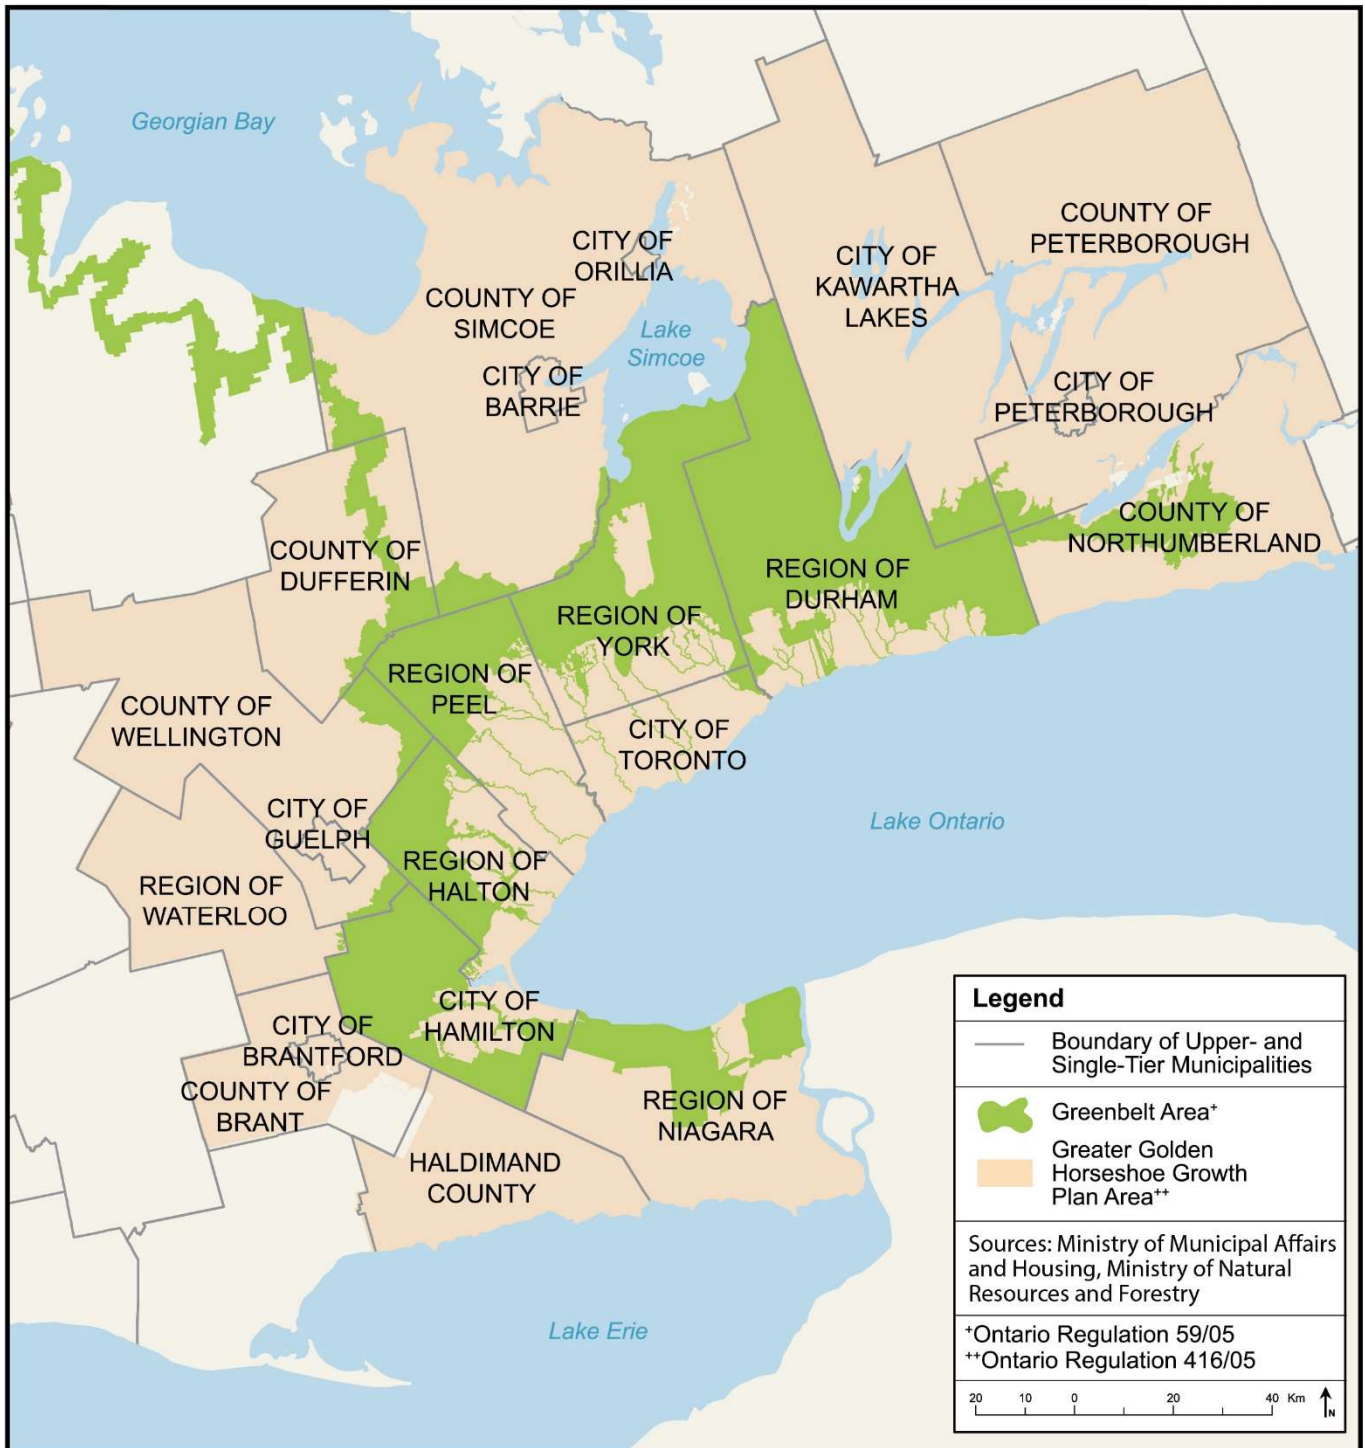 Georgian Bay
COUNTY OF
PETERBOROUGH
CITY OF
ORILLIA
CITY OF
KAWARTHA
LAKES
COUNTY OF
SIMCOE
Lake
Simcoe
CITY OF
BARRIE
CITY OF
PETERBOROUGH
COUNTY OF
NORTHUMBERLAND
COUNTY OF
DUFFERIN
REGION OF
DURHAM
REGION OF
YORK
REGION OF
PEEL
COUNTY OF
WELLINGTON
CITY OF
TORONTO
CITY OF
GUELPH
Lake Ontario
REGION OF
HALTON
REGION OF
WATERLOO
CITY OF
HAMILTON
CITY OF
BRANTFORD
COUNTY OF
BRANT
REGION OF
NIAGARA
HALDIMAND
COUNTY
Lake Erie
Legend
Boundary of Upper- and
Single-Tier Municipalities
Greenbelt Area+
Greater Golden
Horseshoe Growth
Plan Area++
Sources: Ministry of Municipal Affairs
and Housing, Ministry of Natural
Resources and Forestry
+Ontario Regulation 59/05
++Ontario Regulation 416/05
20 10 0 20 40 Km
N